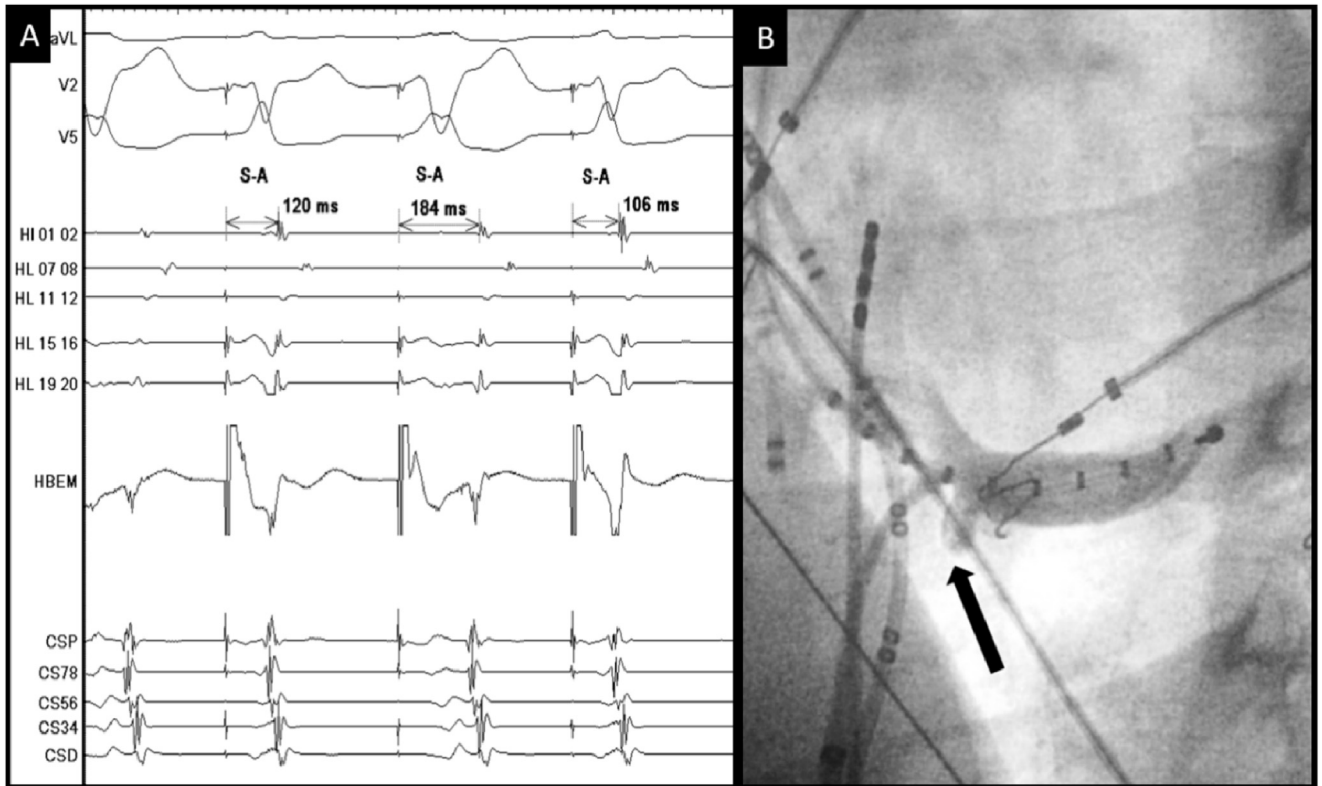 A
B
aVL
V2
V5
S-A
S-A
S-A
120 ms
184 ms
106 ms
HI 01 02
HL 07 08
HL 11 12
HL 15 16
HL 19 20
HBEM
CSP
CS78
CS56
CS34
CSD